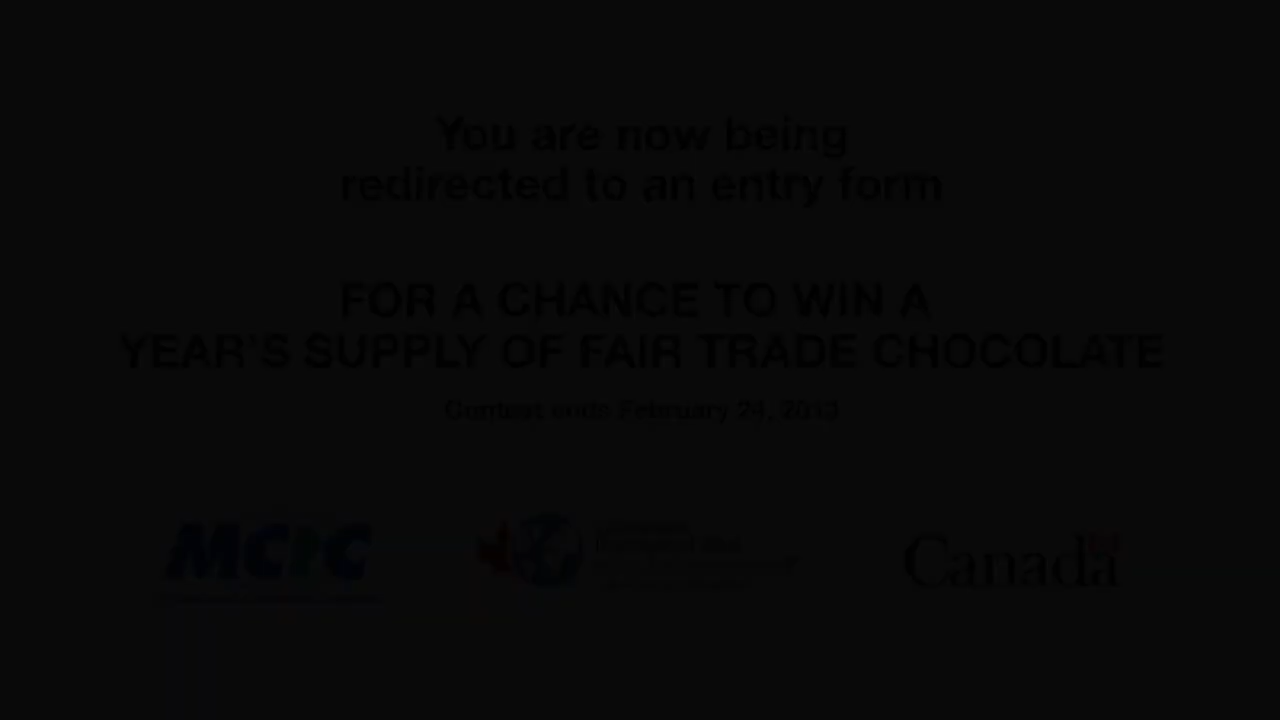 You are now being
redirected to an entry form
FOR A CHANCE TO WIN A
YEAR'S SUPPLY OF FAIR TRADE CHOCOLATE
Contest ends February 24, 2013
MCIC
Canada